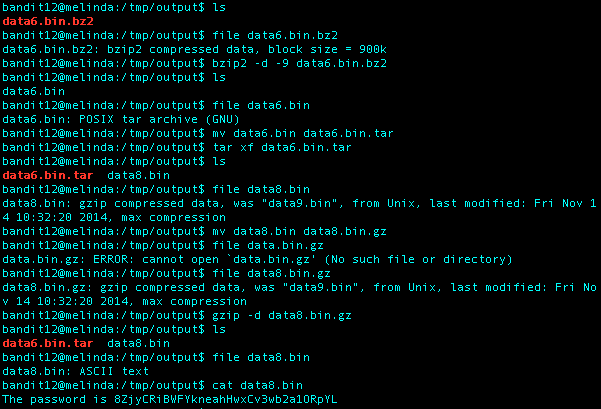 bandit12@melinda:/tmp/output$ ls
data6.bin.bz2
bandit12@melinda:/tmp/output$ file data6.bin.bz2
data6.bin.bz2: bzip2 compressed data, block size = 900k
bandit12@melinda:/tmp/output$ bzip2 -d -9 data6.bin.bz2
bandit12@melinda:/tmp/output$ ls
data6.bin
bandit12@melinda:/tmp/output$ file data6.bin
data6.bin: POSIX tar archive (GNU)
bandit12@melinda:/tmp/output$ mv data6.bin data6.bin.tar
bandit12@melinda:/tmp/output$ tar xf data6.bin.tar
bandit12@melinda:/tmp/output$ ls
data6.bin.tar  data8.bin
bandit12@melinda:/tmp/output$ file data8.bin
data8.bin: gzip compressed data, was "data9.bin", from Unix, last modified: Fri Nov 1
4 10:32:20 2014, max compression
bandit12@melinda:/tmp/output$ mv data8.bin data8.bin.gz
bandit12@melinda:/tmp/output$ file data.bin.gz
data.bin.gz: ERROR: cannot open `data.bin.gz' (No such file or directory)
bandit12@melinda:/tmp/output$ file data8.bin.gz
data8.bin.gz: gzip compressed data, was "data9.bin", from Unix, last modified: Fri No
v 14 10:32:20 2014, max compression
bandit12@melinda:/tmp/output$ gzip -d data8.bin.gz
bandit12@melinda:/tmp/output$ ls
data6.bin.tar  data8.bin
bandit12@melinda:/tmp/output$ file data8.bin
data8.bin: ASCII text
bandit12@melinda:/tmp/output$ cat data8.bin
The password is 8ZjyCRiBWFYkneahHwxCv3wb2a1ORpYL